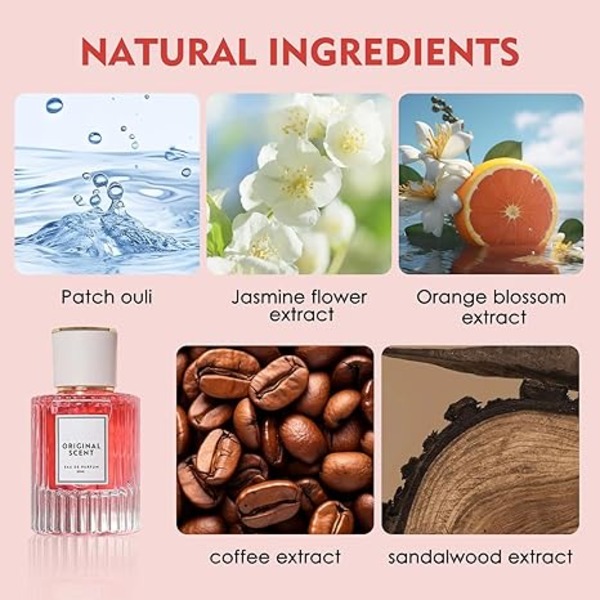 NATURAL INGREDIENTS
Patch ouli
Jasmine flower
extract
Orange blossom
extract
ORIGINAL
SCENT
EAU DE PARFUM
coffee extract
sandalwood extract